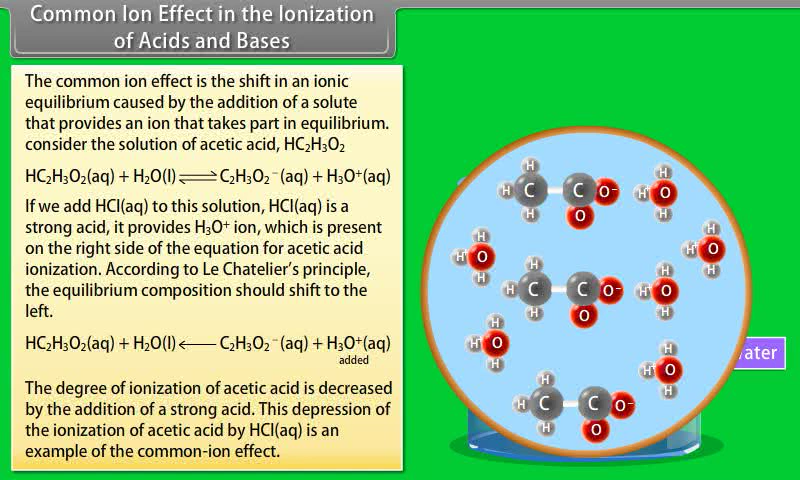 Common Ion Effect in the Ionization
of Acids and Bases
The common ion effect is the shift in an ionic
equilibrium caused by the addition of a solute
that provides an ion that takes part in equilibrium.
consider the solution of acetic acid, HC₂H₃O₂
HC₂H₃O₂(aq) + H₂O(l) ⇌ C₂H₃O₂⁻(aq) + H₃O⁺(aq)
If we add HCl(aq) to this solution, HCl(aq) is a
strong acid, it provides H₃O⁺ ion, which is present
on the right side of the equation for acetic acid
ionization. According to Le Chatelier's principle,
the equilibrium composition should shift to the
left.
HC₂H₃O₂(aq) + H₂O(l) ⟵ C₂H₃O₂⁻(aq) + H₃O⁺(aq)
added
The degree of ionization of acetic acid is decreased
by the addition of a strong acid. This depression of
the ionization of acetic acid by HCl(aq) is an
example of the common-ion effect.
H
H C C O⁻
H O
H
H⁺ O
H
H
H⁺ O
H
H
H⁺ O
H
H
H C C O⁻
H O
H
H⁺ O
H
H
H⁺ O
H
H
H⁺ O
H
H
H C C O⁻
H O